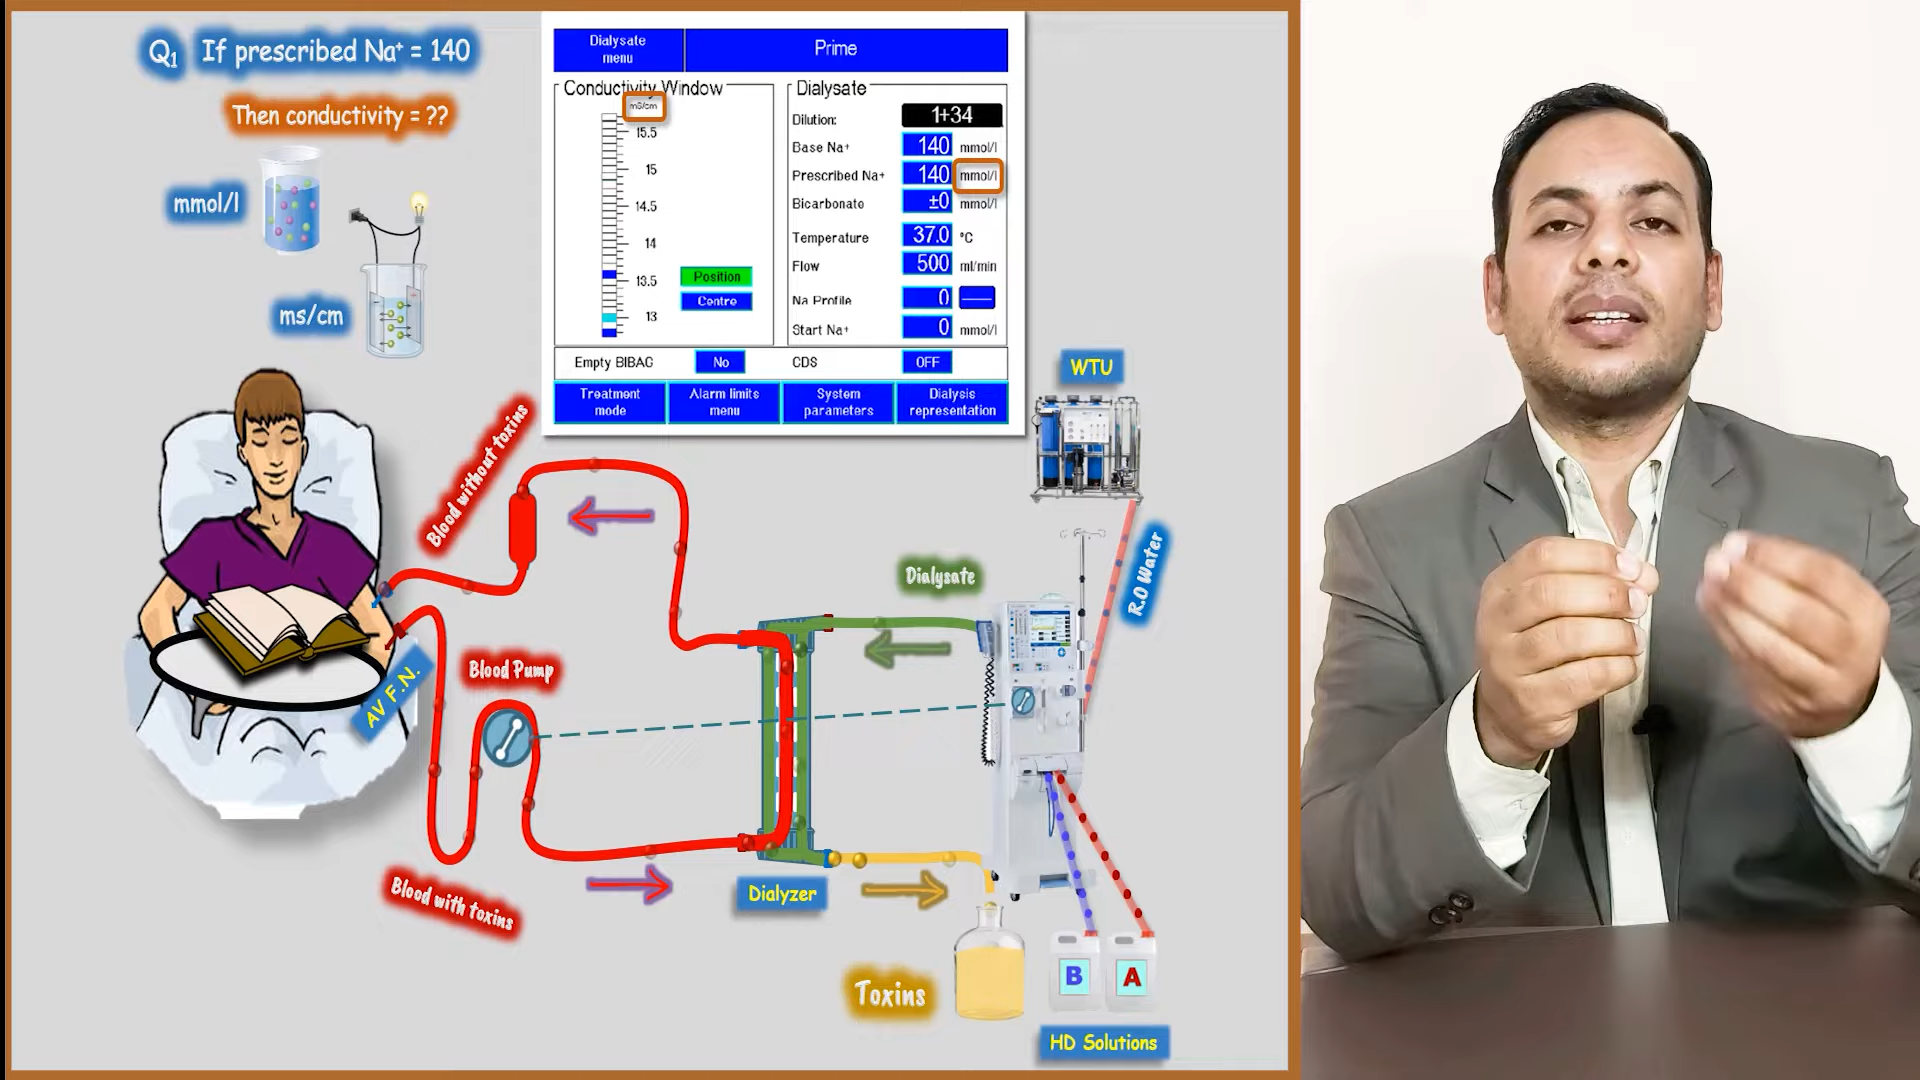 Q1 If prescribed Na⁺ = 140
Then conductivity = ??
mmol/l
ms/cm
Dialysate
menu
Prime
Conductivity Window
mS/cm
15.5
15
14.5
14
13.5
13
Position
Centre
Dialysate
Dilution: 1+34
Base Na+ 140 mmol/l
Prescribed Na+ 140 mmol/l
Bicarbonate ±0 mmol/l
Temperature 37.0 °C
Flow 500 ml/min
Na Profile 0
Start Na+ 0 mmol/l
Empty BIBAG No CDS OFF
Treatment
mode
Alarm limits
menu
System
parameters
Dialysis
representation
WTU
R.O Water
Blood without toxins
Dialysate
AV F.N.
Blood Pump
Blood with toxins
Dialyzer
Toxins
B A
HD Solutions